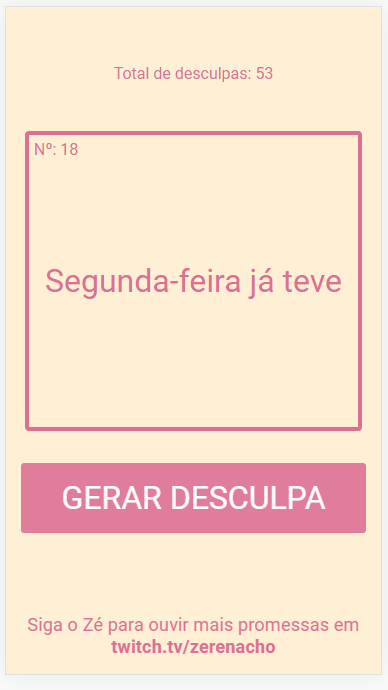 Total de desculpas: 53
Nº: 18
Segunda-feira já teve
GERAR DESCULPA
Siga o Zé para ouvir mais promessas em
twitch.tv/zerenacho